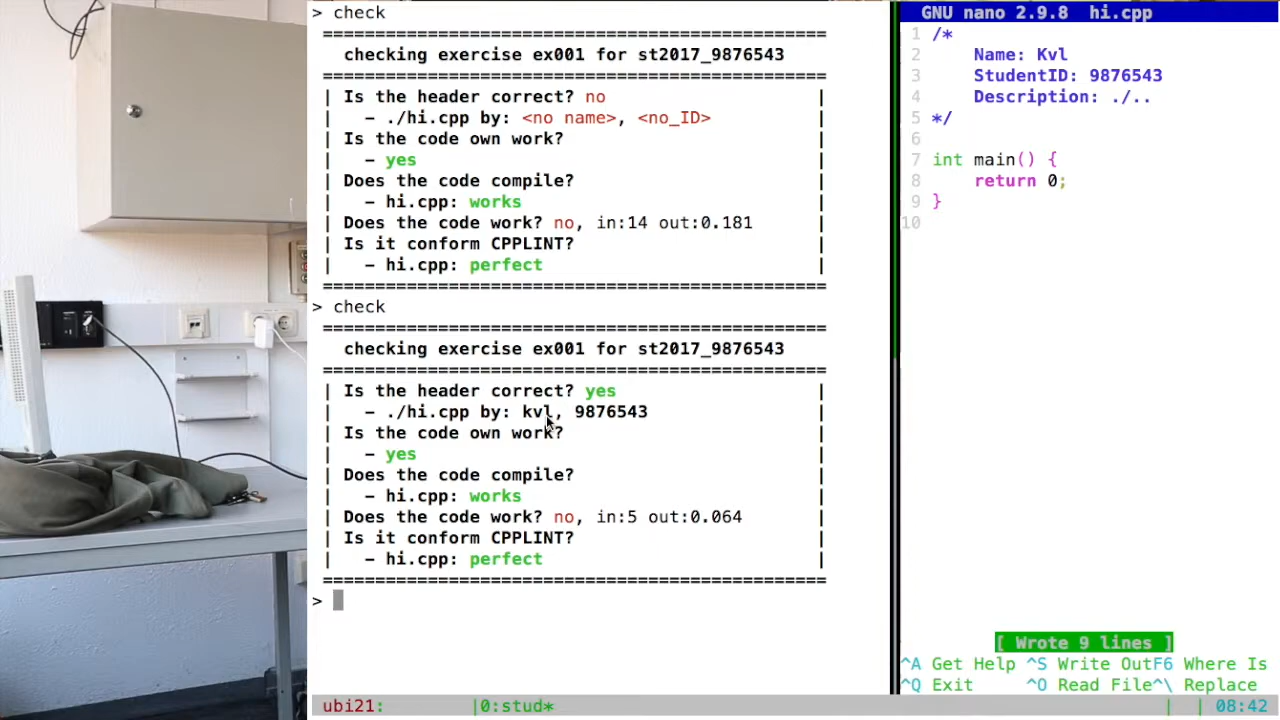 > check
checking exercise ex001 for st2017_9876543
| Is the header correct? no |
| – ./hi.cpp by: <no name>, <no_ID> |
| Is the code own work? |
| – yes |
| Does the code compile? |
| – hi.cpp: works |
| Does the code work? no, in:14 out:0.181 |
| Is it conform CPPLINT? |
| – hi.cpp: perfect |
> check
checking exercise ex001 for st2017_9876543
| Is the header correct? yes |
| – ./hi.cpp by: kvl, 9876543 |
| Is the code own work? |
| – yes |
| Does the code compile? |
| – hi.cpp: works |
| Does the code work? no, in:5 out:0.064 |
| Is it conform CPPLINT? |
| – hi.cpp: perfect |
>
ubi21: |0:stud*
GNU nano 2.9.8 hi.cpp
1 /*
2 Name: Kvl
3 StudentID: 9876543
4 Description: ./..
5 */
6
7 int main() {
8 return 0;
9 }
10
[ Wrote 9 lines ]
^A Get Help ^S Write OutF6 Where Is
^Q Exit ^O Read File^\ Replace
| | 08:42